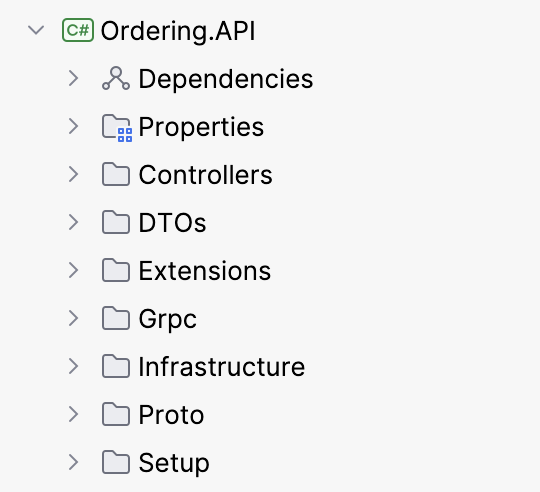 C# Ordering.API
Dependencies
Properties
Controllers
DTOs
Extensions
Grpc
Infrastructure
Proto
Setup